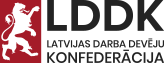 LDDK
LATVIJAS DARBA DEVĒJU
KONFEDERĀCIJA